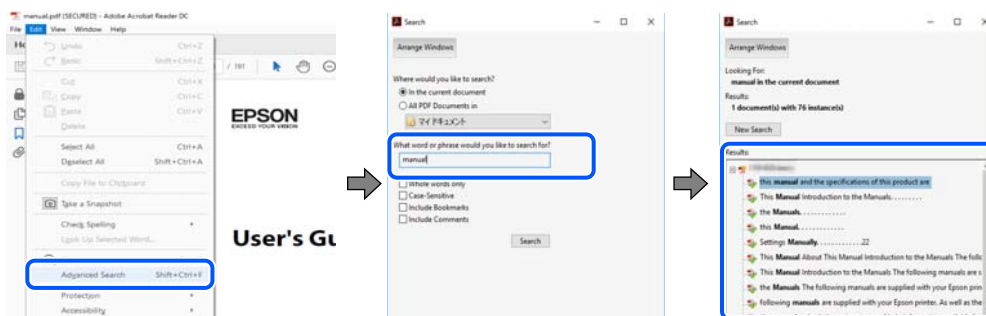 manual.pdf (SECURED) - Adobe Acrobat Reader DC
File Edit View Window Help
Undo Ctrl+Z
Redo Shift+Ctrl+Z
Cut Ctrl+X
Copy Ctrl+C
Paste Ctrl+V
Delete
Select All Ctrl+A
Deselect All Shift+Ctrl+A
Copy File to Clipboard
Take a Snapshot
Check Spelling
Look Up Selected Word...
Advanced Search Shift+Ctrl+F
Protection
Accessibility
/ 191
EPSON
EXCEED YOUR VISION
User's Gu
Search
Arrange Windows
Where would you like to search?
In the current document
All PDF Documents in
マイ ドキュメント
What word or phrase would you like to search for?
manual
Whole words only
Case-Sensitive
Include Bookmarks
Include Comments
Search
Search
Arrange Windows
Looking For:
manual in the current document
Results:
1 document(s) with 76 instance(s)
New Search
Results:
this manual and the specifications of this product are
This Manual Introduction to the Manuals. . . . . . . . .
the Manuals. . . . . . . . . . . . .
this Manual. . . . . . . . . . . . .
Settings Manually. . . . . . . . . . . . .22
This Manual About This Manual Introduction to the Manuals The follo
This Manual Introduction to the Manuals The following manuals are s
the Manuals The following manuals are supplied with your Epson prin
following manuals are supplied with your Epson printer. As well as the